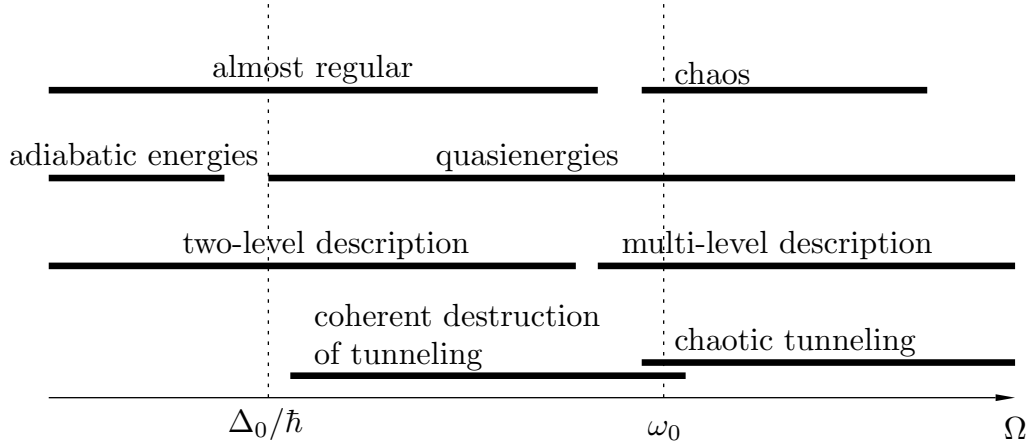 almost regular
chaos
adiabatic energies
quasienergies
two-level description
multi-level description
coherent destruction
of tunneling
chaotic tunneling
Δ₀/ħ
ω₀
Ω